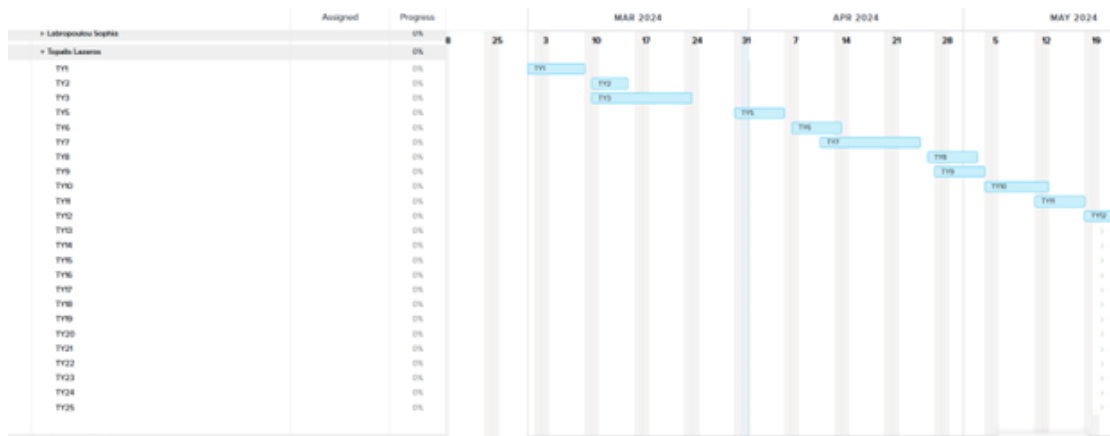 Assigned Progress MAR 2024 APR 2024 MAY 2024
Labropoulou Sophia 0%
8 25 3 10 17 24 31 7 14 21 28 5 12 19
Topalis Lazaros 0%
TY1 0% TY1
TY2 0% TY2
TY3 0% TY3
TY5 0% TY5
TY6 0% TY6
TY7 0% TY7
TY8 0% TY8
TY9 0% TY9
TY10 0% TY10
TY11 0% TY11
TY12 0% TY12
TY13 0%
TY14 0%
TY15 0%
TY16 0%
TY17 0%
TY18 0%
TY19 0%
TY20 0%
TY21 0%
TY22 0%
TY23 0%
TY24 0%
TY25 0%